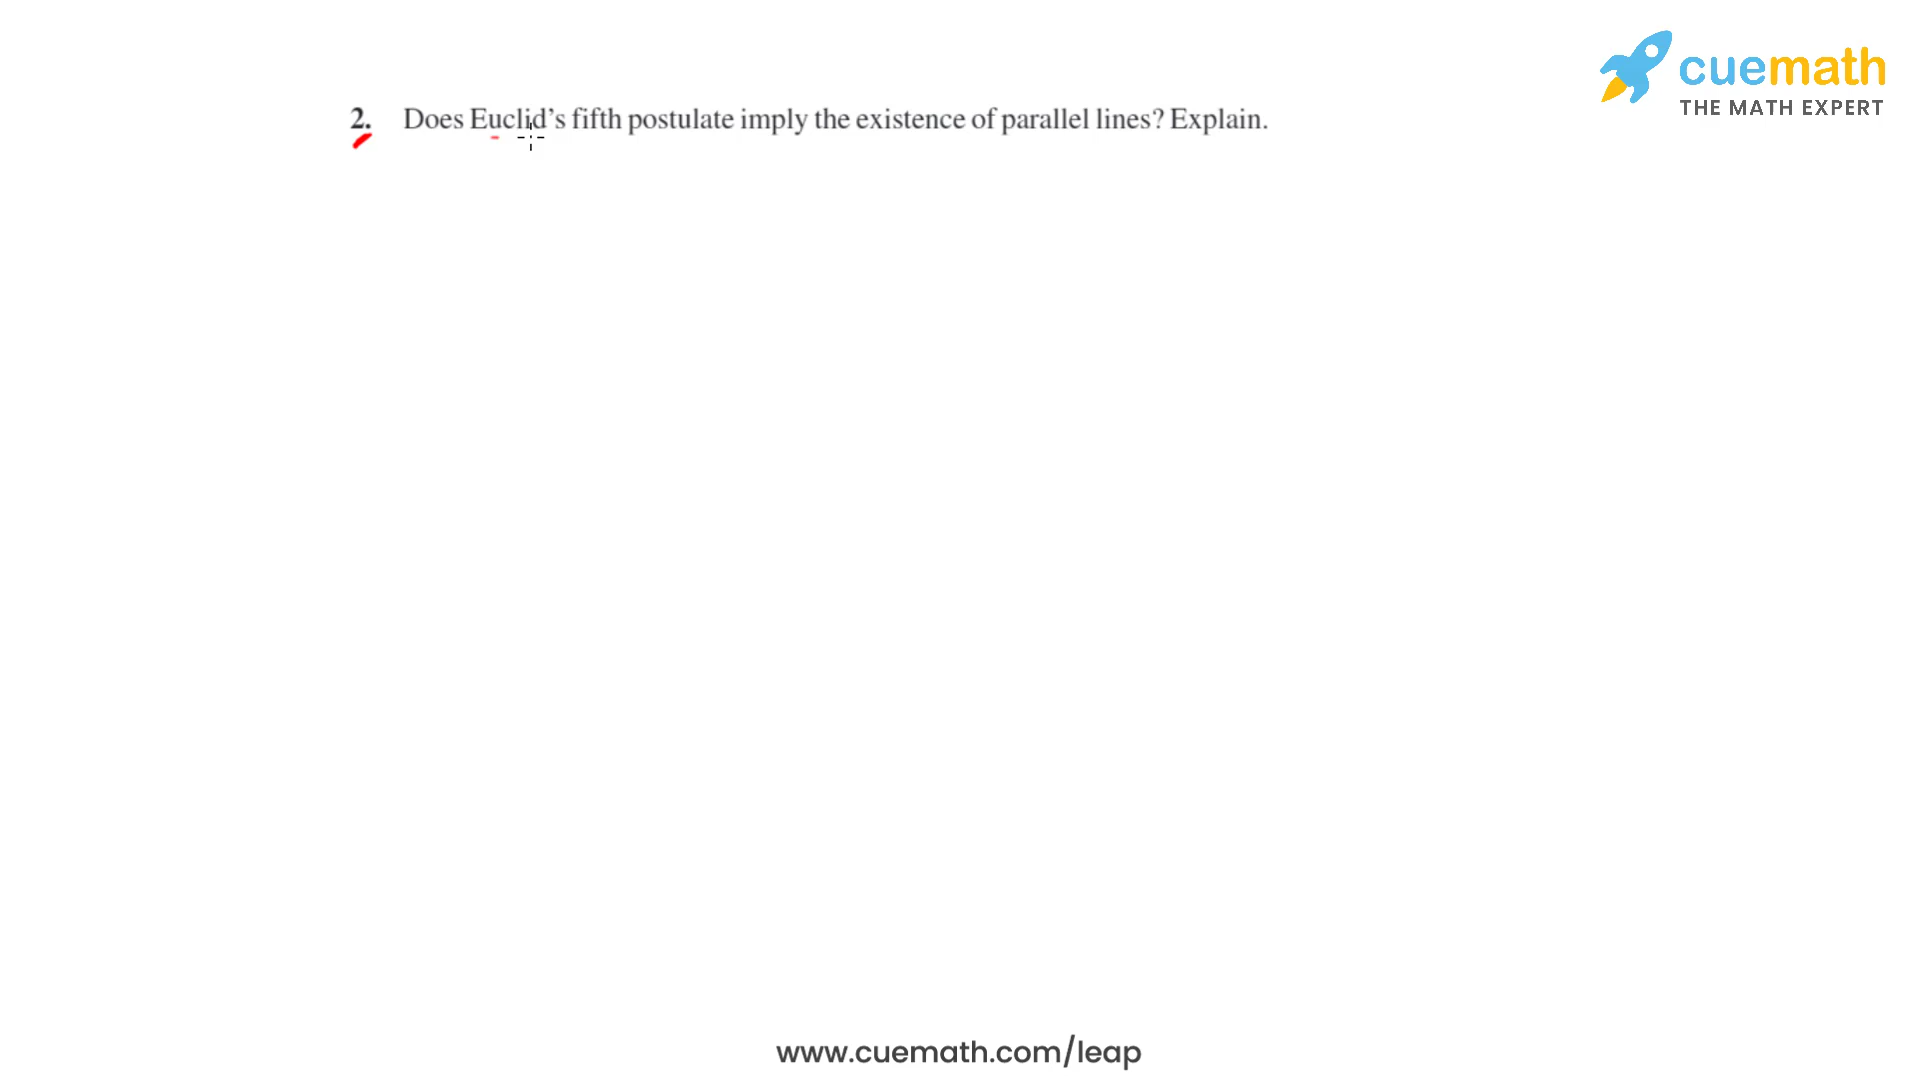 cuemath
THE MATH EXPERT
2. Does Euclid’s fifth postulate imply the existence of parallel lines? Explain.
www.cuemath.com/leap